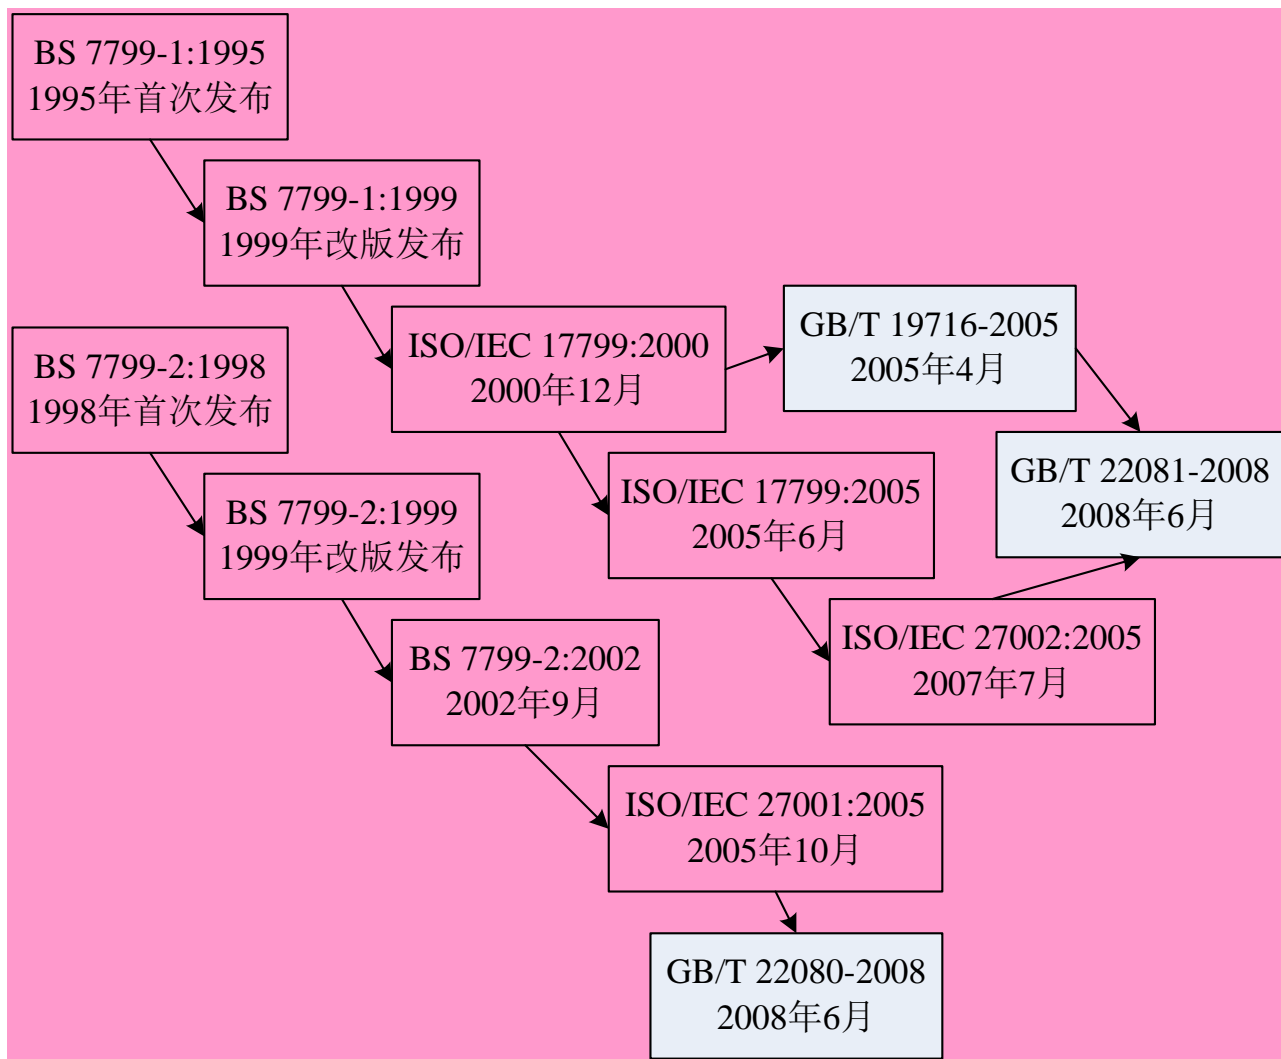 BS 7799-1:1995
1995年首次发布
BS 7799-1:1999
1999年改版发布
ISO/IEC 17799:2000
2000年12月
GB/T 19716-2005
2005年4月
BS 7799-2:1998
1998年首次发布
GB/T 22081-2008
2008年6月
ISO/IEC 17799:2005
2005年6月
BS 7799-2:1999
1999年改版发布
ISO/IEC 27002:2005
2007年7月
BS 7799-2:2002
2002年9月
ISO/IEC 27001:2005
2005年10月
GB/T 22080-2008
2008年6月